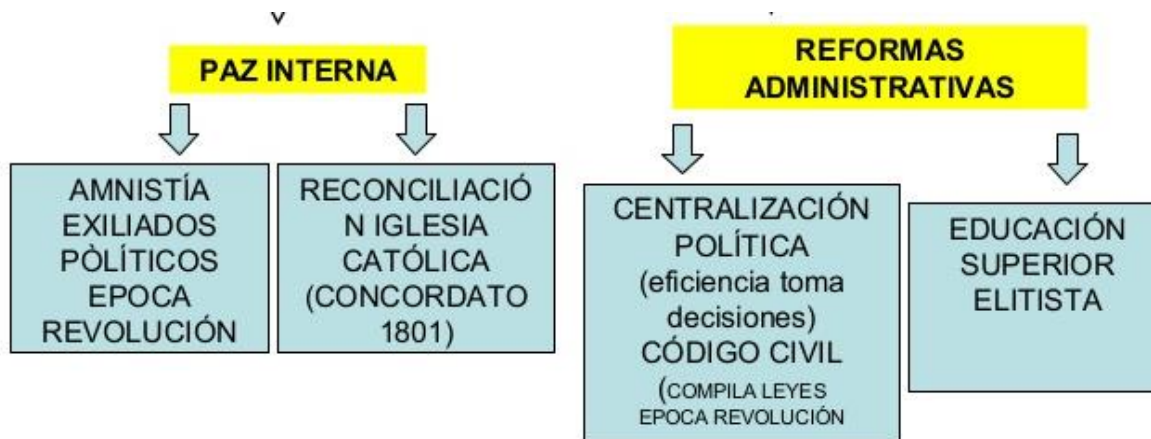 PAZ INTERNA
AMNISTÍA
EXILIADOS
PÒLÍTICOS
EPOCA
REVOLUCIÓN
RECONCILIACIÓ
N IGLESIA
CATÓLICA
(CONCORDATO
1801)
REFORMAS
ADMINISTRATIVAS
CENTRALIZACIÓN
POLÍTICA
(eficiencia toma
decisiones)
CÓDIGO CIVIL
(COMPILA LEYES
EPOCA REVOLUCIÓN
EDUCACIÓN
SUPERIOR
ELITISTA